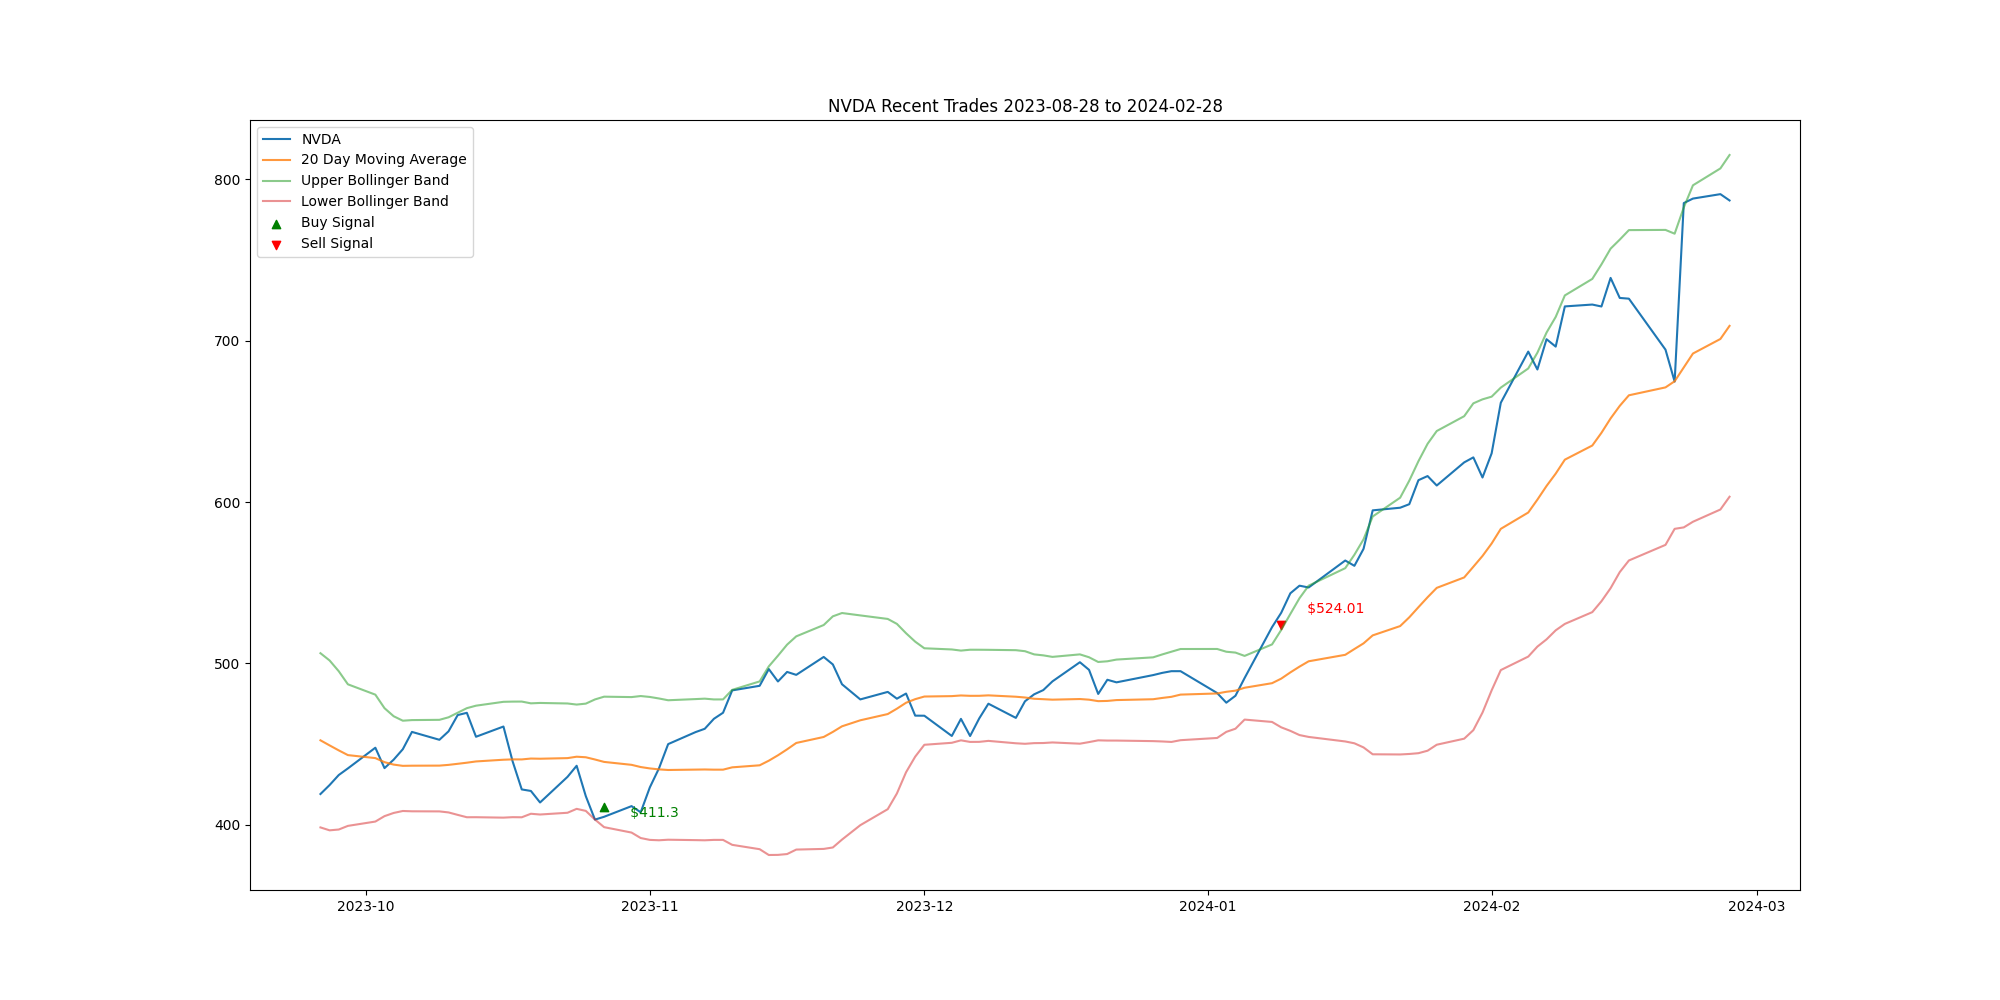 NVDA Recent Trades 2023-08-28 to 2024-02-28
NVDA
20 Day Moving Average
Upper Bollinger Band
Lower Bollinger Band
Buy Signal
Sell Signal
800
700
600
500
400
$524.01
$411.3
2023-10
2023-11
2023-12
2024-01
2024-02
2024-03